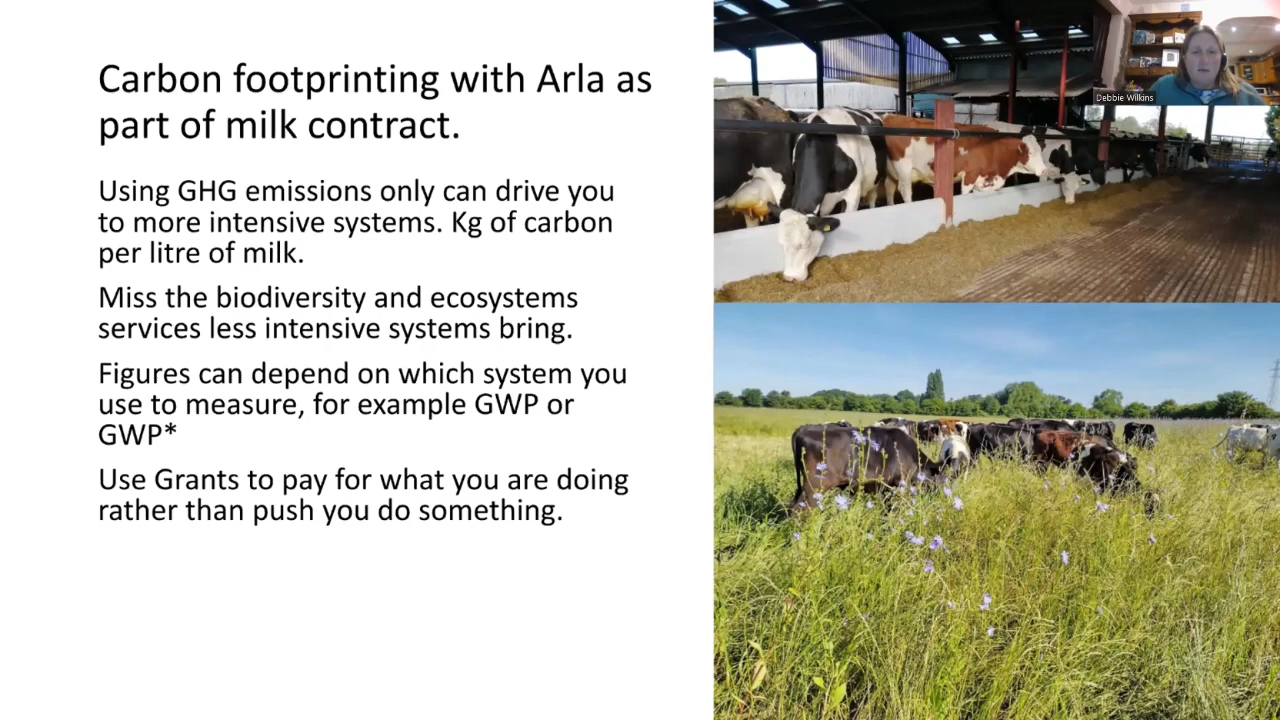 Carbon footprinting with Arla as
part of milk contract.
Using GHG emissions only can drive you
to more intensive systems. Kg of carbon
per litre of milk.
Miss the biodiversity and ecosystems
services less intensive systems bring.
Figures can depend on which system you
use to measure, for example GWP or
GWP*
Use Grants to pay for what you are doing
rather than push you do something.
Debbie Wilkins